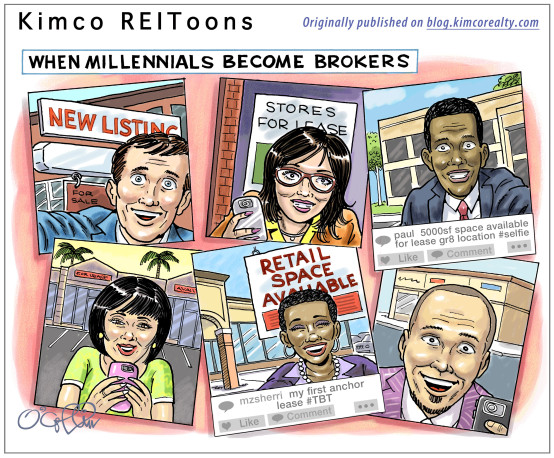 Kimco REIToons
Originally published on blog.kimcorealty.com
WHEN MILLENNIALS BECOME BROKERS
NEW LISTING
FOR
SALE
STORES
FOR LEASE
paul 5000sf space available
for lease gr8 location #selfie
Like
Comment
FOR LEASE
RETAIL
SPACE
AVAILABLE
mzsherri my first anchor
lease #TBT
Like
Comment